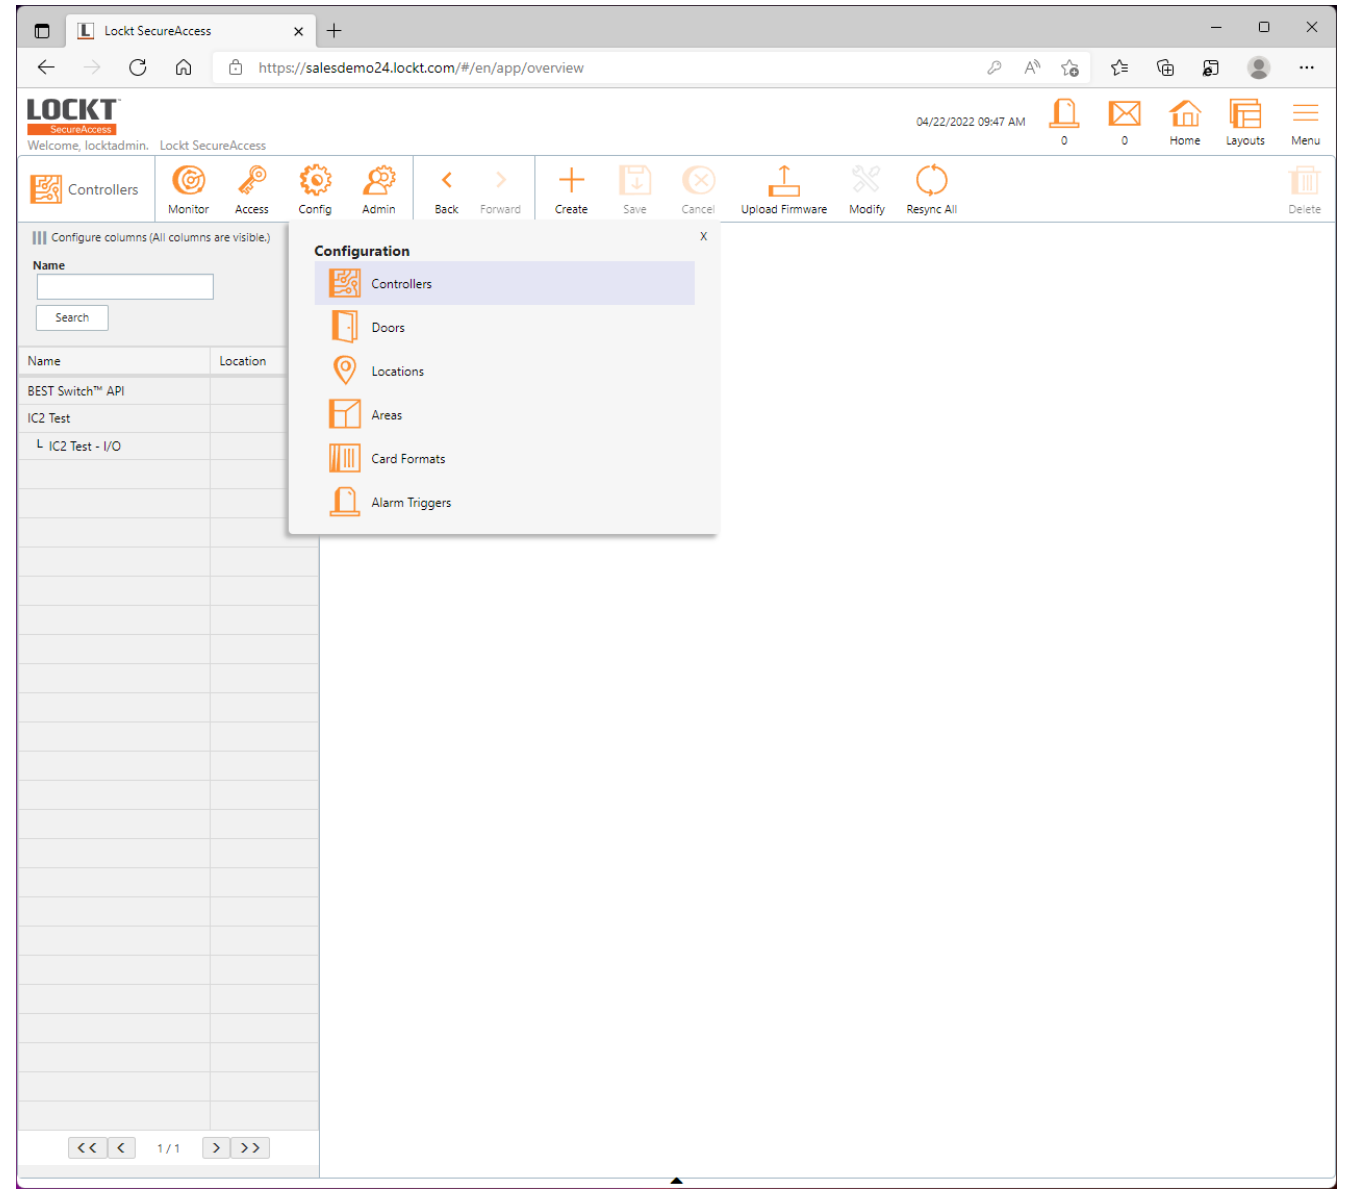 Lockt SecureAccess
https://salesdemo24.lockt.com/#/en/app/overview
LOCKT™
SecureAccess
Welcome, locktadmin. Lockt SecureAccess
04/22/2022 09:47 AM
0
0
Home
Layouts
Menu
Controllers
Monitor
Access
Config
Admin
Back
Forward
Create
Save
Cancel
Upload Firmware
Modify
Resync All
Delete
Configure columns (All columns are visible.)
Name
Search
Name Location
BEST Switch™ API
IC2 Test
IC2 Test - I/O
X
Configuration
Controllers
Doors
Locations
Areas
Card Formats
Alarm Triggers
<< < 1 / 1 > >>